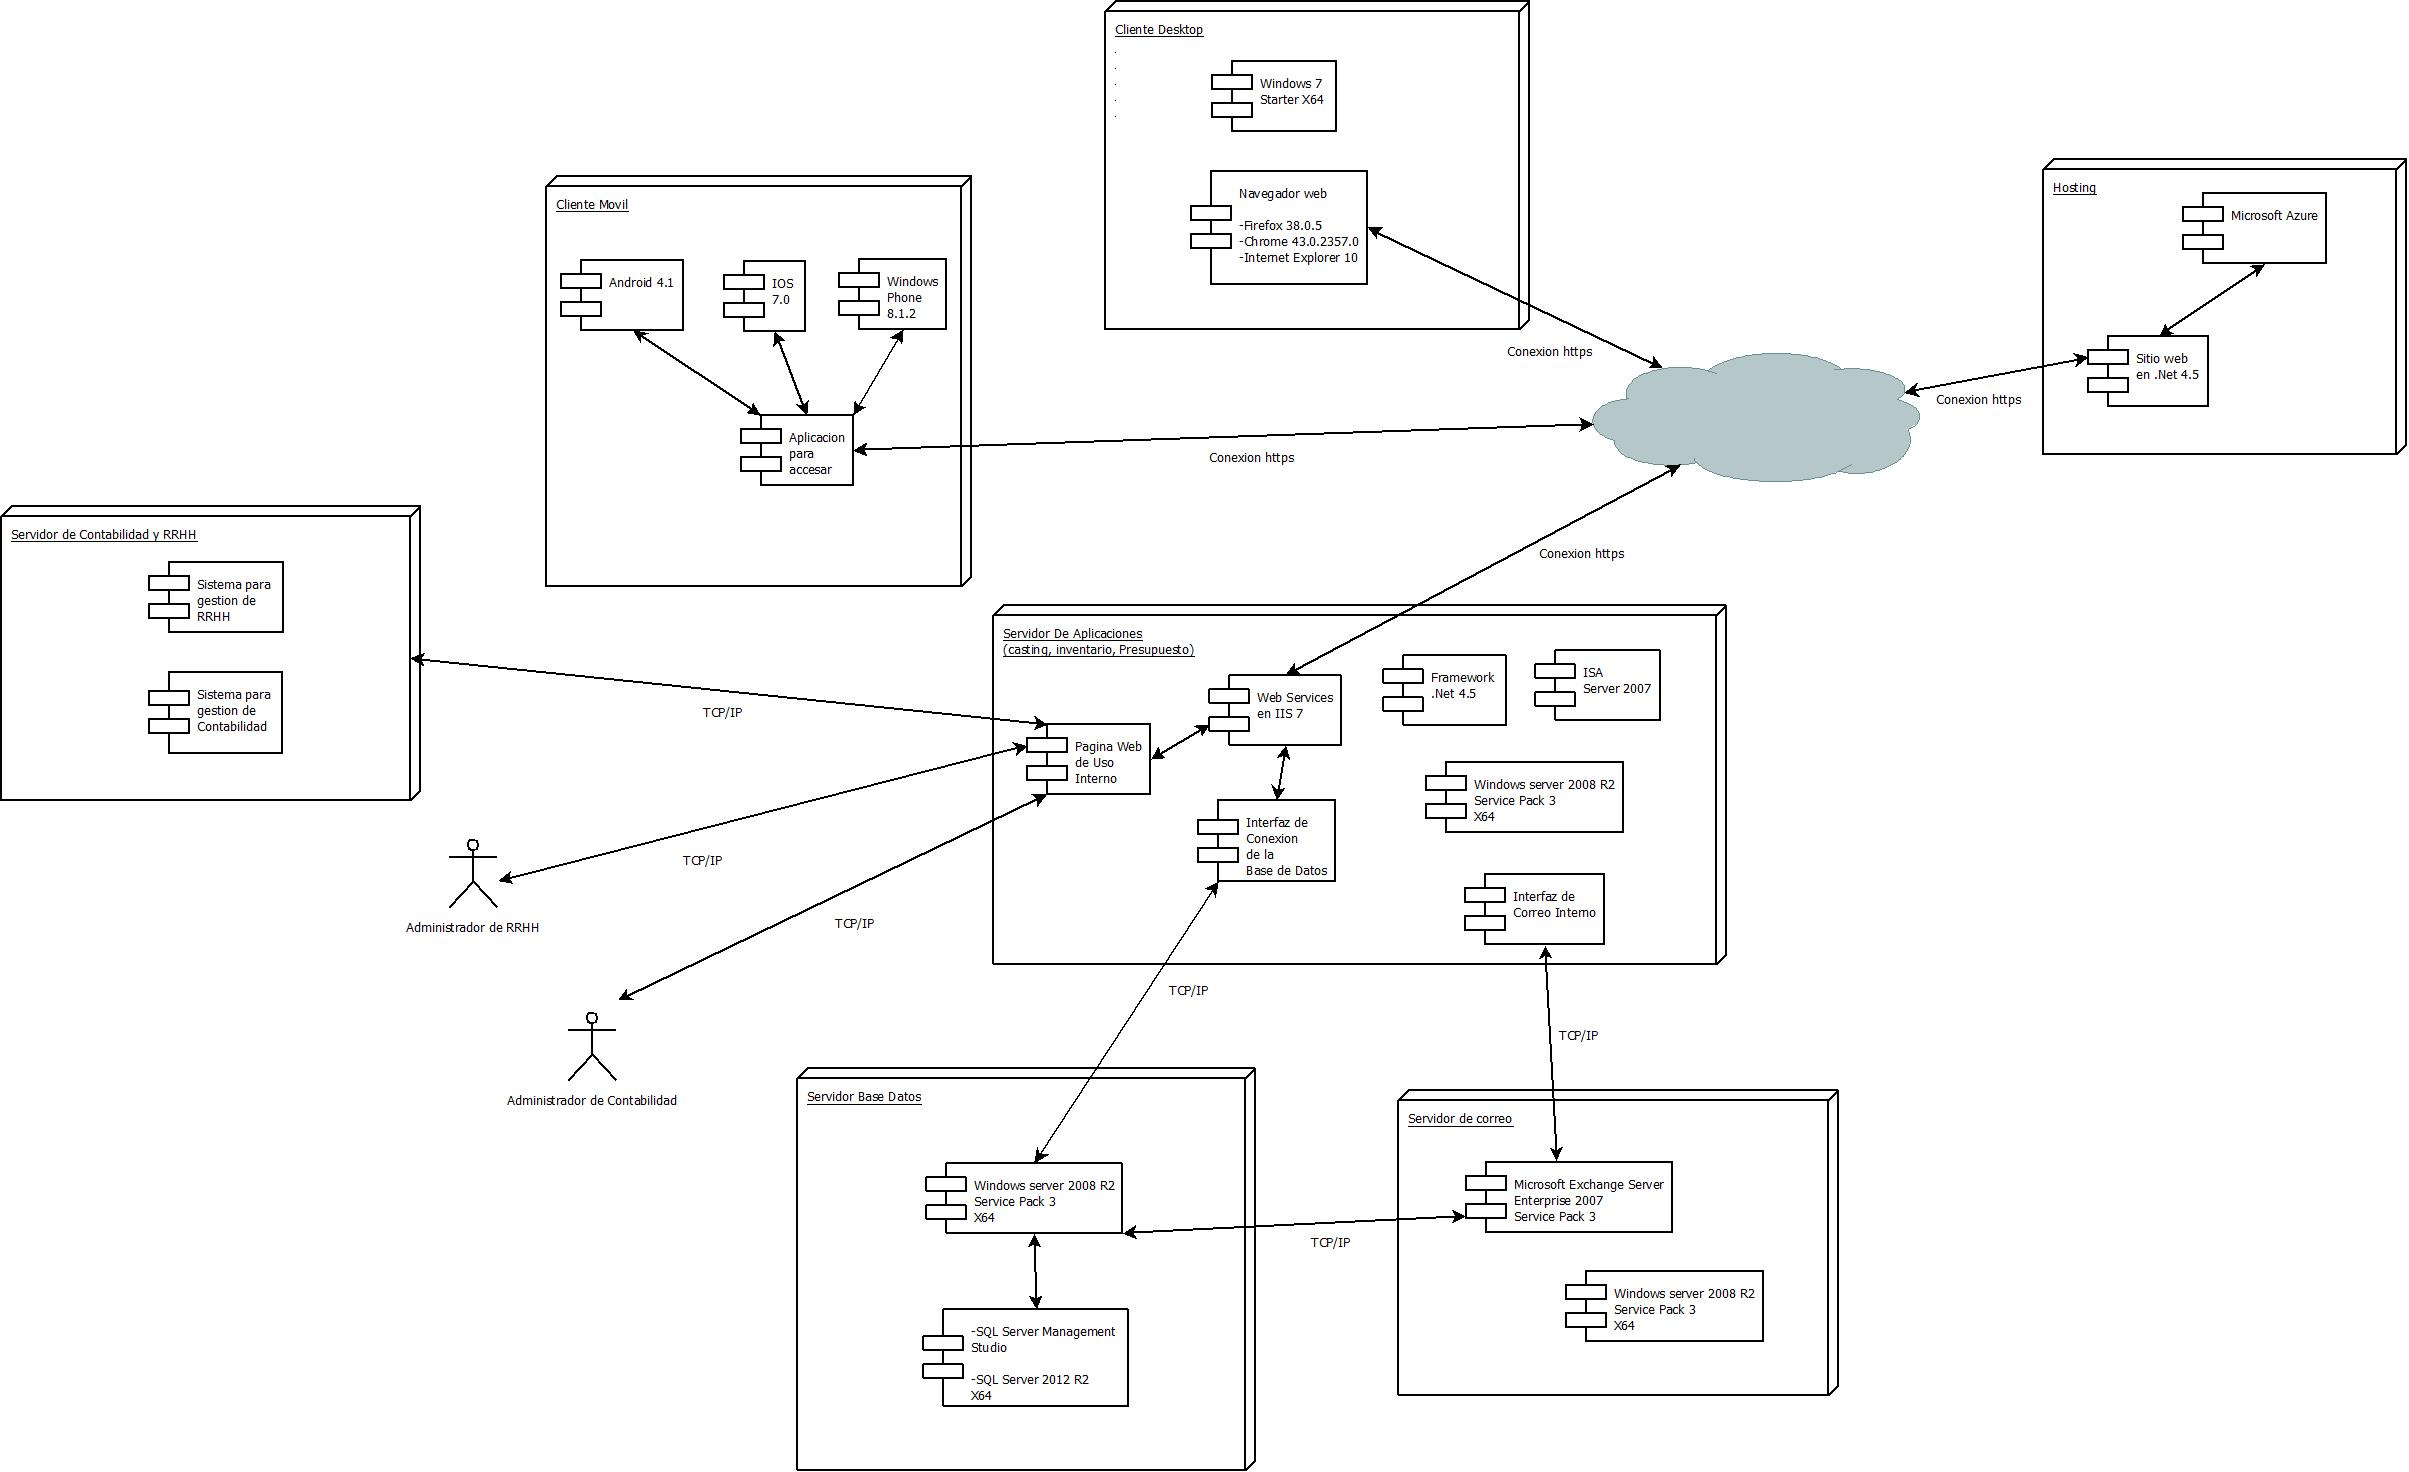 Cliente Desktop
Windows 7
Starter X64
Navegador web
-Firefox 38.0.5
-Chrome 43.0.2357.0
-Internet Explorer 10
Hosting
Microsoft Azure
Sitio web
en .Net 4.5
Cliente Movil
Android 4.1
IOS
7.0
Windows
Phone
8.1.2
Aplicacion
para
accesar
Conexion https
Conexion https
Conexion https
Conexion https
Servidor de Contabilidad y RRHH
Sistema para
gestion de
RRHH
Sistema para
gestion de
Contabilidad
TCP/IP
Servidor De Aplicaciones
(casting, inventario, Presupuesto)
Web Services
en IIS 7
Framework
.Net 4.5
ISA
Server 2007
Pagina Web
de Uso
Interno
Windows server 2008 R2
Service Pack 3
X64
Interfaz de
Conexion
de la
Base de Datos
Interfaz de
Correo Interno
TCP/IP
Administrador de RRHH
TCP/IP
Administrador de Contabilidad
TCP/IP
TCP/IP
Servidor Base Datos
Windows server 2008 R2
Service Pack 3
X64
-SQL Server Management
Studio
-SQL Server 2012 R2
X64
TCP/IP
Servidor de correo
Microsoft Exchange Server
Enterprise 2007
Service Pack 3
Windows server 2008 R2
Service Pack 3
X64